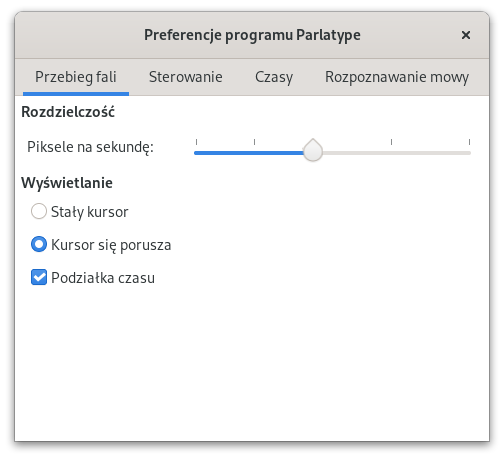 Preferencje programu Parlatype
Przebieg fali Sterowanie Czasy Rozpoznawanie mowy
Rozdzielczość
Piksele na sekundę:
Wyświetlanie
Stały kursor
Kursor się porusza
Podziałka czasu